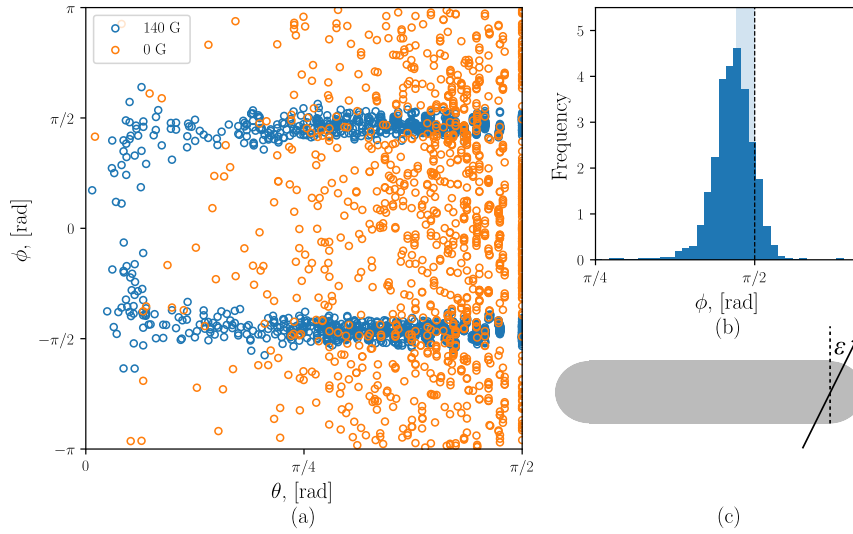 π
π/2
0
−π/2
−π
ϕ, [rad]
140 G
0 G
0
π/4
π/2
θ, [rad]
(a)
5
4
3
2
1
0
Frequency
π/4
π/2
ϕ, [rad]
(b)
ε
(c)